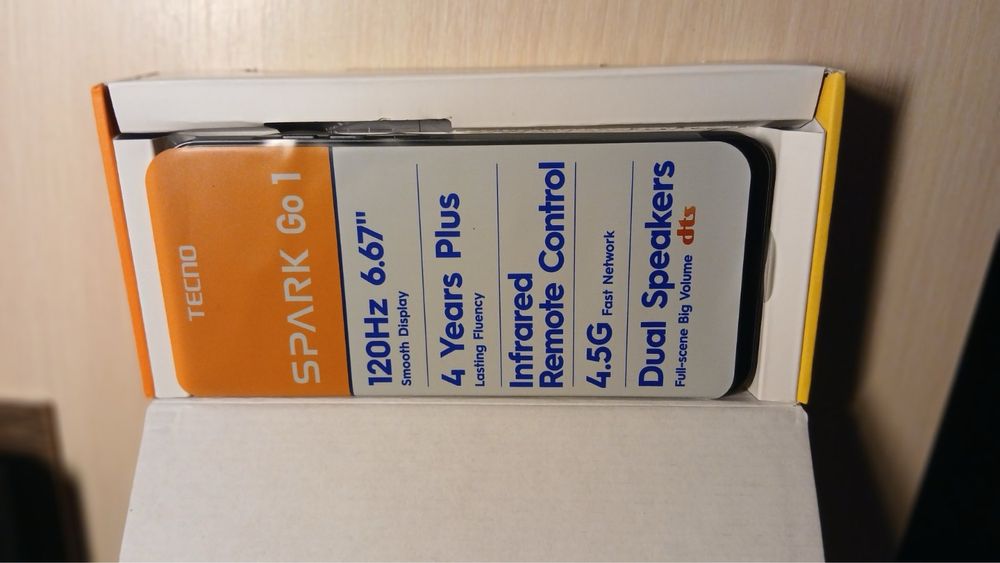 TECNO
SPARK Go 1
120Hz 6.67"
Smooth Display
4 Years Plus
Lasting Fluency
Infrared
Remote Control
4.5G Fast Network
Dual Speakers
Full-scene Big Volume dts